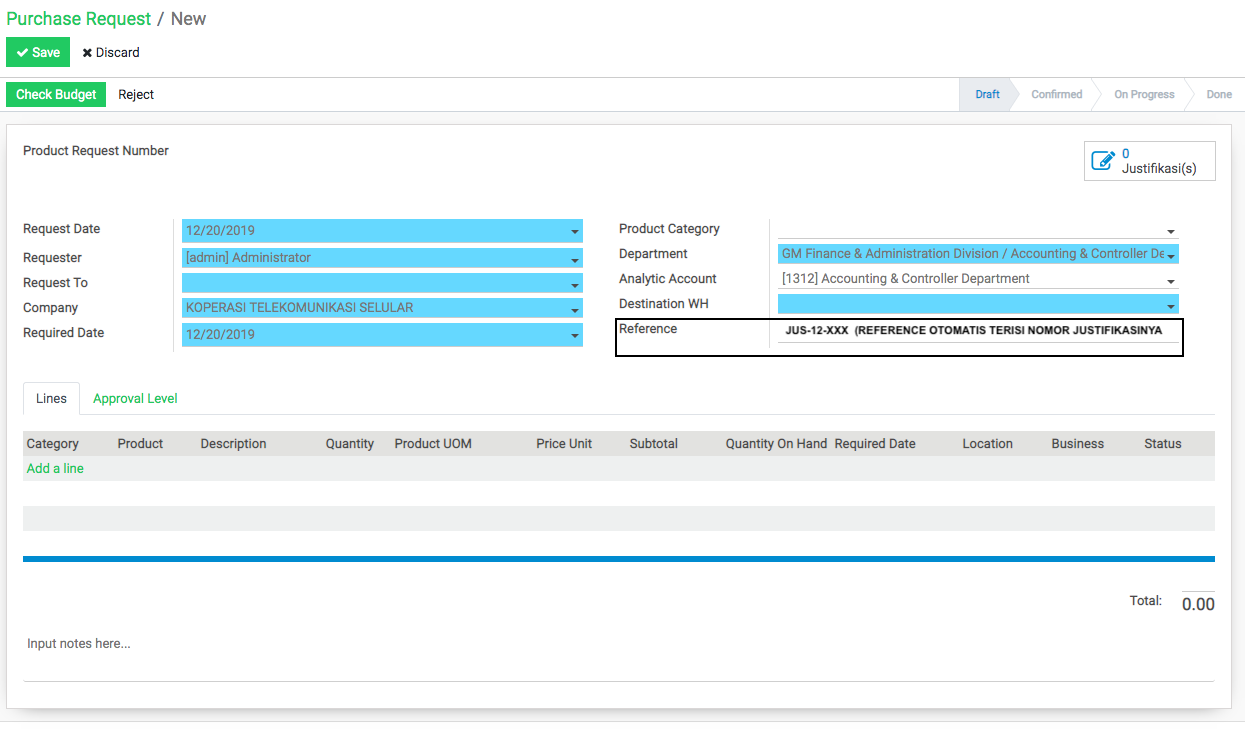 Purchase Request / New
Save Discard
Check Budget Reject
Draft Confirmed On Progress Done
Product Request Number
0
Justifikasi(s)
Request Date 12/20/2019
Requester [admin] Administrator
Request To
Company KOPERASI TELEKOMUNIKASI SELULAR
Required Date 12/20/2019
Product Category
Department GM Finance & Administration Division / Accounting & Controller De
Analytic Account [1312] Accounting & Controller Department
Destination WH
Reference JUS-12-XXX (REFERENCE OTOMATIS TERISI NOMOR JUSTIFIKASINYA
Lines Approval Level
Category Product Description Quantity Product UOM Price Unit Subtotal Quantity On Hand Required Date Location Business Status
Add a line
Total: 0.00
Input notes here...